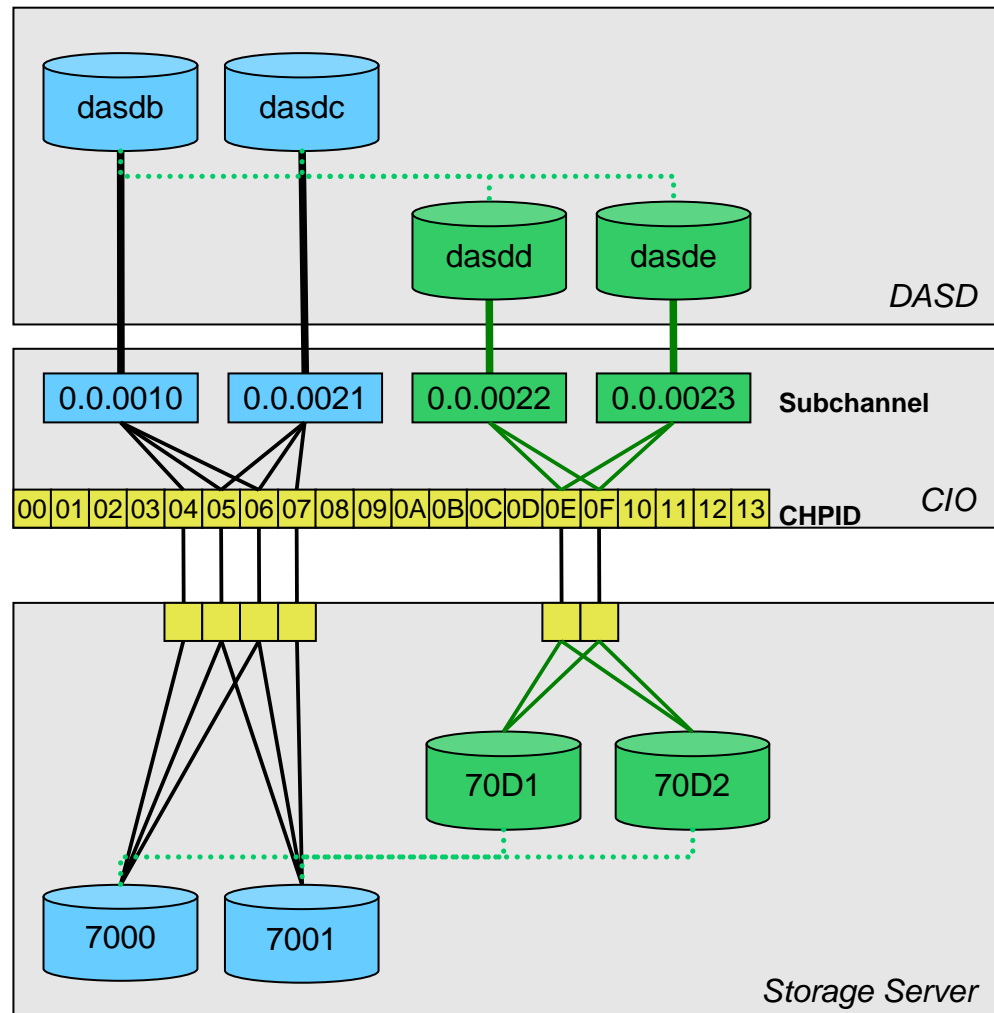 dasdb
dasdc
dasdd
dasde
DASD
0.0.0010
0.0.0021
0.0.0022
0.0.0023
Subchannel
00 01 02 03 04 05 06 07 08 09 0A 0B 0C 0D 0E 0F 10 11 12 13
CHPID
CIO
70D1
70D2
7000
7001
Storage Server